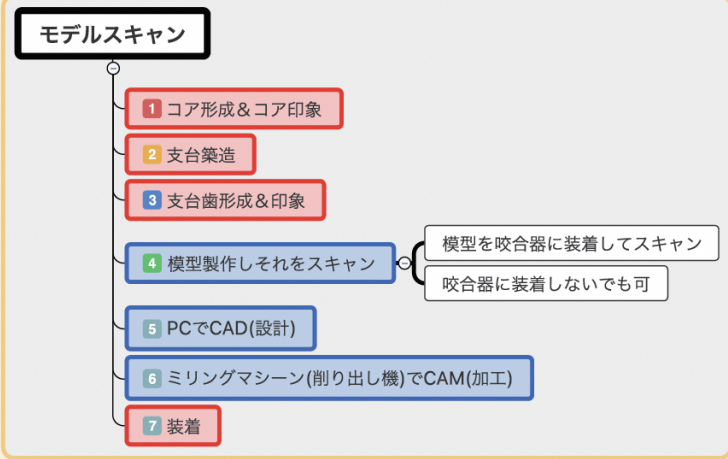 モデルスキャン
1 コア形成＆コア印象
2 支台築造
3 支台歯形成＆印象
4 模型製作しそれをスキャン
模型を咬合器に装着してスキャン
咬合器に装着しないでも可
5 PCでCAD(設計)
6 ミリングマシーン(削り出し機)でCAM(加工)
7 装着